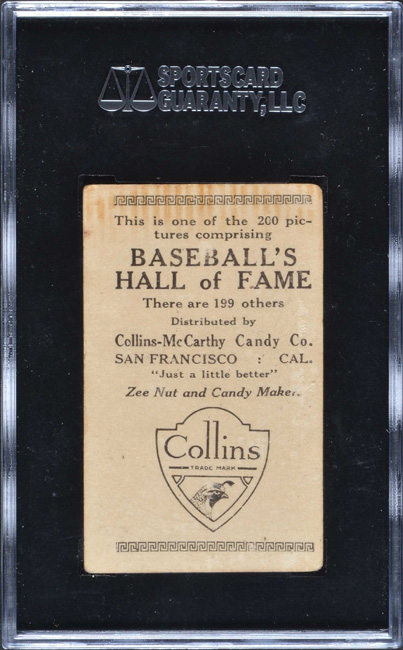 SPORTSCARD
GUARANTY, LLC
This is one of the 200 pic-
tures comprising
BASEBALL'S
HALL of FAME
There are 199 others
Distributed by
Collins-McCarthy Candy Co.
SAN FRANCISCO : CAL.
"Just a little better"
Zee Nut and Candy Makers
Collins
TRADE MARK